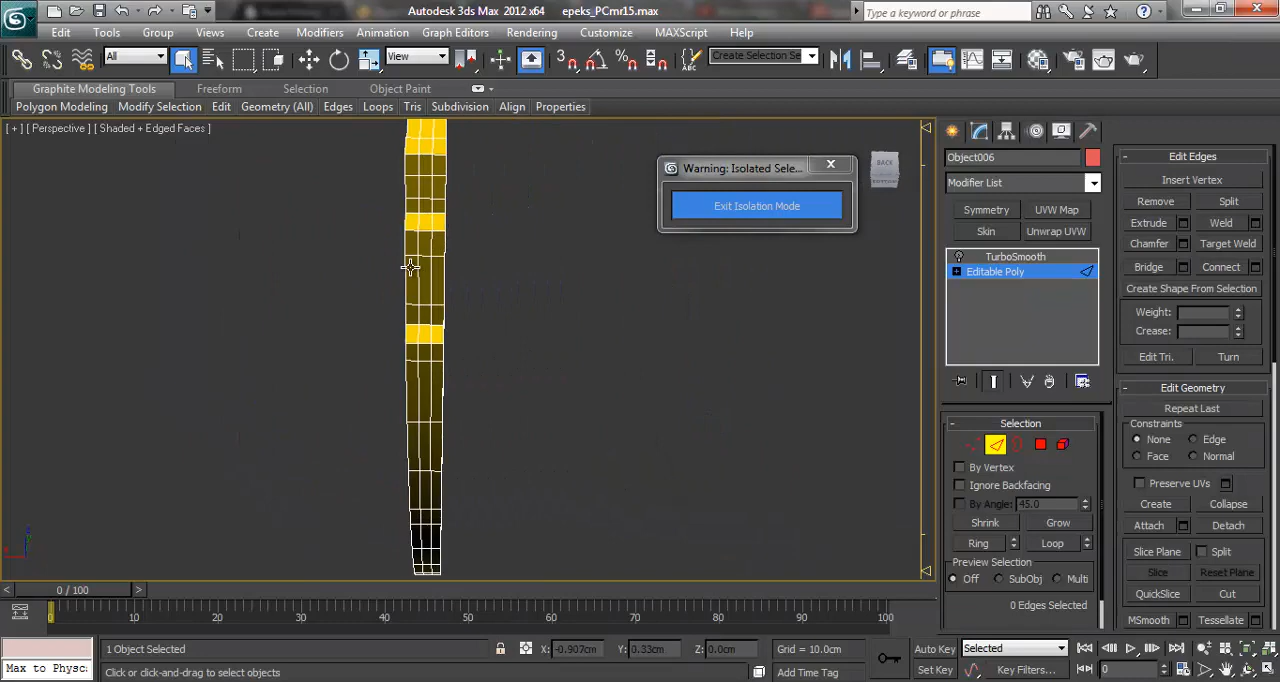 Autodesk 3ds Max 2012 x64 epeks_PCmr15.max
Type a keyword or phrase
Edit Tools Group Views Create Modifiers Animation Graph Editors Rendering Customize MAXScript Help
All View Create Selection Se
Graphite Modeling Tools Freeform Selection Object Paint
Polygon Modeling Modify Selection Edit Geometry (All) Edges Loops Tris Subdivision Align Properties
[ + ] [ Perspective ] [ Shaded + Edged Faces ]
Warning: Isolated Sele...
Exit Isolation Mode
BACK
Object006
Modifier List
Symmetry UVW Map
Skin Unwrap UVW
TurboSmooth
Editable Poly
Selection
By Vertex
Ignore Backfacing
By Angle: 45.0
Shrink Grow
Ring Loop
Preview Selection
Off SubObj Multi
0 Edges Selected
Edit Edges
Insert Vertex
Remove Split
Extrude Weld
Chamfer Target Weld
Bridge Connect
Create Shape From Selection
Weight:
Crease:
Edit Tri. Turn
Edit Geometry
Repeat Last
Constraints
None Edge
Face Normal
Preserve UVs
Create Collapse
Attach Detach
Slice Plane Split
Slice Reset Plane
QuickSlice Cut
MSmooth Tessellate
0 / 100
0 10 20 30 40 50 60 70 80 90 100
1 Object Selected X: -0.907cm Y: 0.33cm Z: 0.0cm Grid = 10.0cm Auto Key Selected
Max to Physc Click or click-and-drag to select objects Add Time Tag Set Key Key Filters... 0